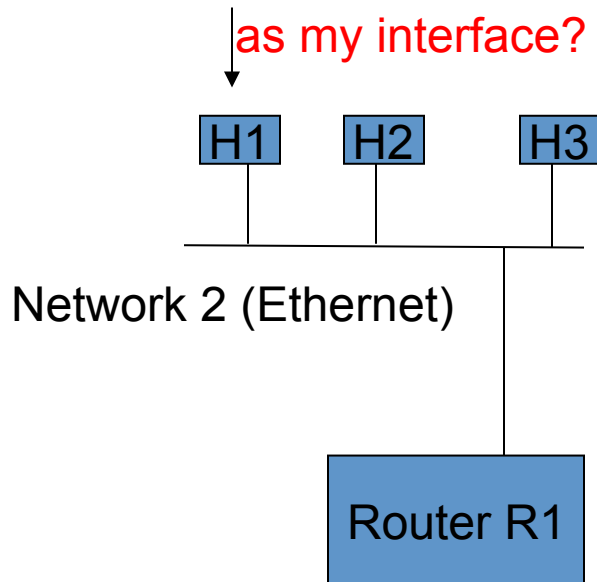 as my interface?
H1 H2 H3
Network 2 (Ethernet)
Router R1